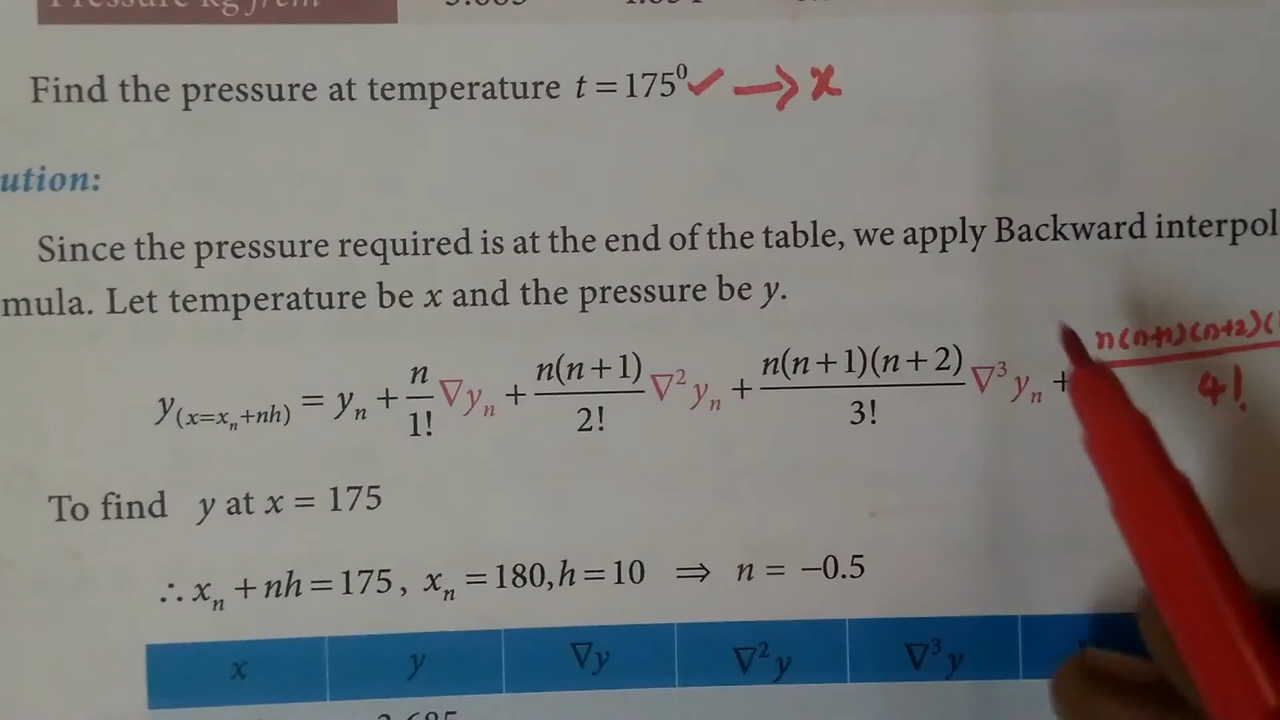 Find the pressure at temperature t = 175⁰ ✓ → x
ution:
Since the pressure required is at the end of the table, we apply Backward interpol
mula. Let temperature be x and the pressure be y.
y(x=xₙ+nh) = yₙ + n/1! ∇yₙ + n(n+1)/2! ∇²yₙ + n(n+1)(n+2)/3! ∇³yₙ + n(n+1)(n+2)(/4!
To find y at x = 175
∴ xₙ + nh = 175, xₙ = 180, h = 10 ⇒ n = −0.5
x y ∇y ∇²y ∇³y